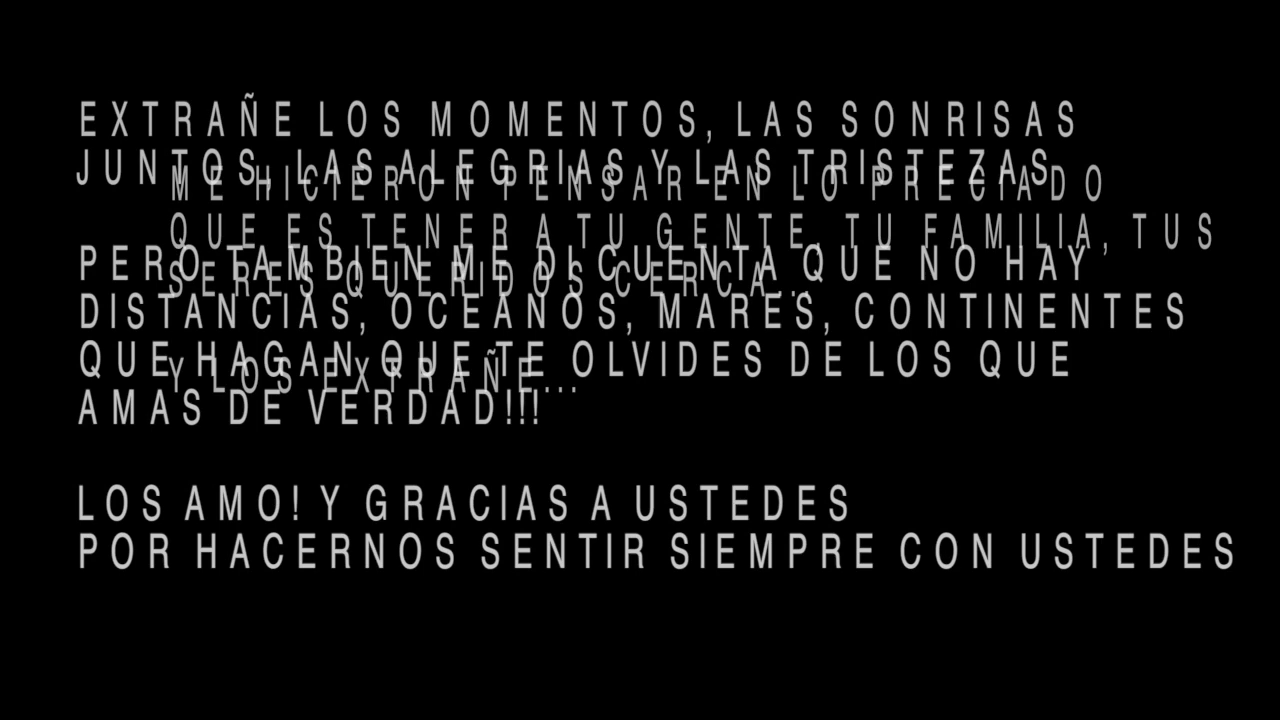 EXTRAÑE LOS MOMENTOS, LAS SONRISAS
JUNTOS, LAS ALEGRIAS Y LAS TRISTEZAS
ME HICIERON PENSAR EN LO PRECIADO
QUE ES TENER A TU GENTE, TU FAMILIA, TUS
PERO TAMBIEN ME DI CUENTA QUE NO HAY
SERES QUERIDOS CERCA...
DISTANCIAS, OCEANOS, MARES, CONTINENTES
QUE HAGAN QUE TE OLVIDES DE LOS QUE
Y LOS EXTRAÑE...
AMAS DE VERDAD!!!
LOS AMO! Y GRACIAS A USTEDES
POR HACERNOS SENTIR SIEMPRE CON USTEDES